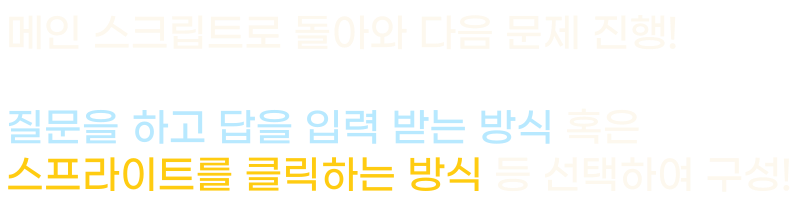 메인 스크립트로 돌아와 다음 문제 진행!
질문을 하고 답을 입력 받는 방식 혹은
스프라이트를 클릭하는 방식 등 선택하여 구성!